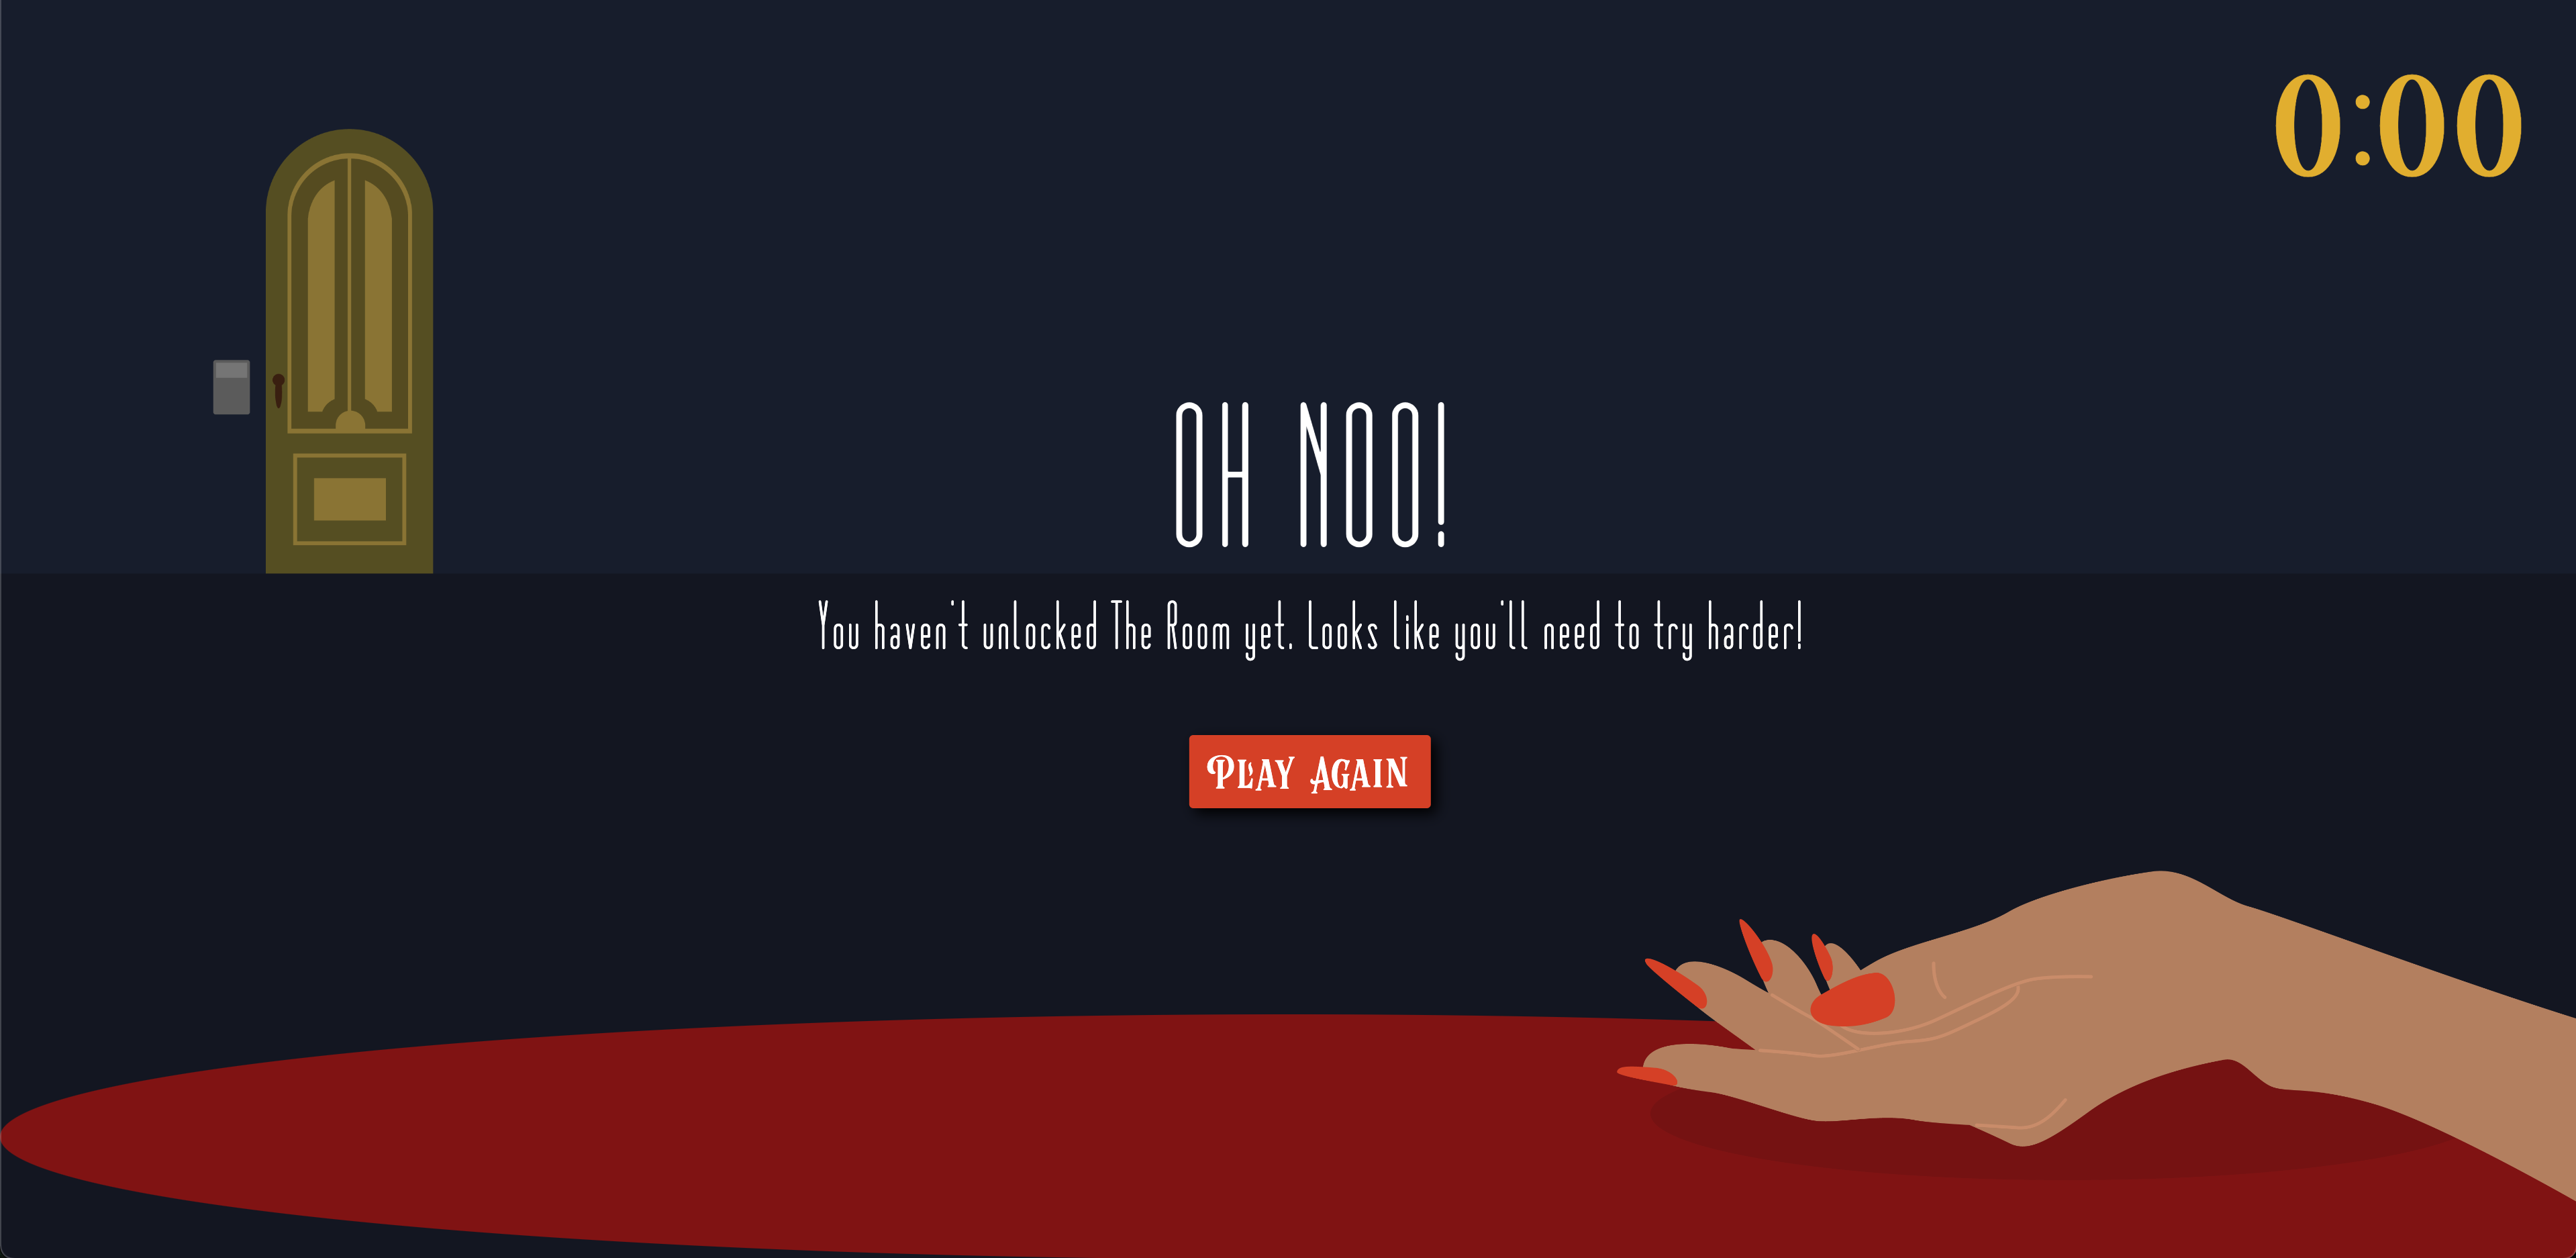 0:00
OH NOO!
You haven't unlocked The Room yet. Looks like you'll need to try harder!
PLAY AGAIN